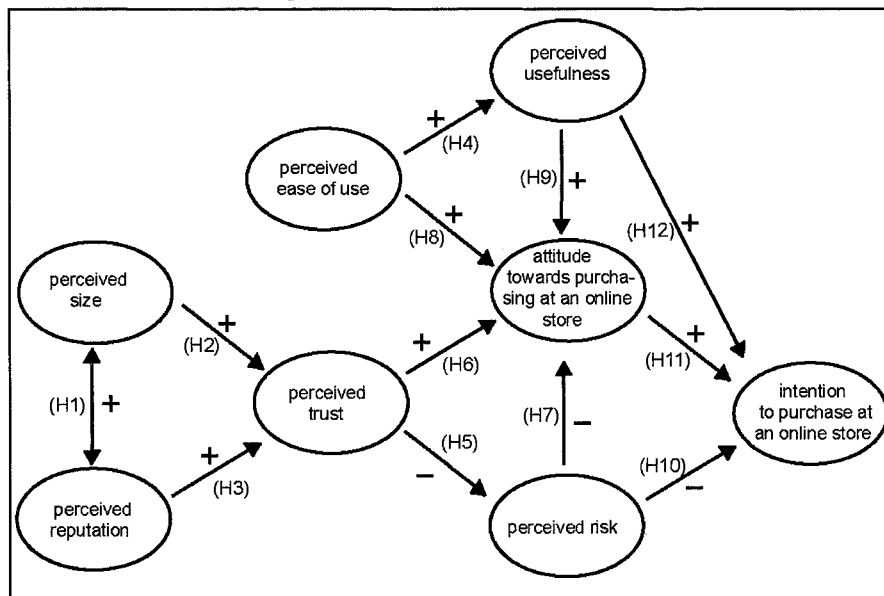 perceived
usefulness
+
(H4)
perceived
ease of use
(H9) +
+
(H8)
(H12) +
attitude
towards purcha-
sing at an online
store
perceived
size
+
(H2)
+
(H6)
+
(H11)
(H1) +
perceived
trust
(H7) −
intention
to purchase at
an online store
+
(H3)
(H5)
−
(H10)
−
perceived
reputation
perceived risk